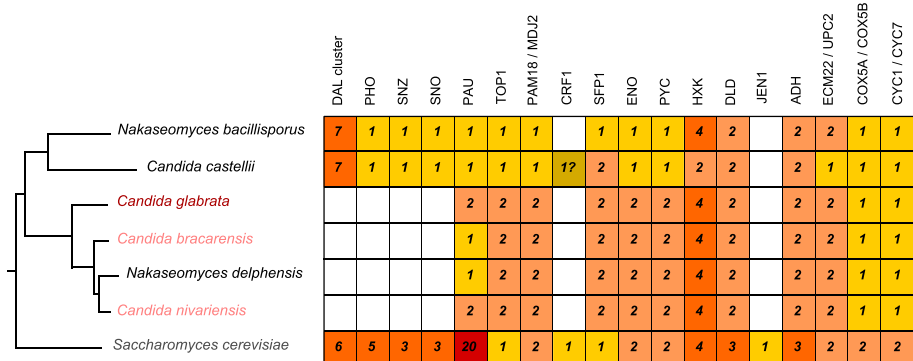 DAL cluster PHO SNZ SNO PAU TOP1 PAM18 / MDJ2 CRF1 SFP1 ENO PYC HXK DLD JEN1 ADH ECM22 / UPC2 COX5A / COX5B CYC1 / CYC7
Nakaseomyces bacillisporus 7 1 1 1 1 1 1 1 1 1 4 2 2 2 1 1
Candida castellii 7 1 1 1 1 1 1 1? 2 1 1 2 2 2 1 1 1
Candida glabrata 2 2 2 2 2 2 4 2 2 2 1 1
Candida bracarensis 1 2 2 2 2 2 4 2 2 2 1 1
Nakaseomyces delphensis 1 2 2 2 2 2 4 2 2 2 1 1
Candida nivariensis 2 2 2 2 2 2 4 2 2 2 1 1
Saccharomyces cerevisiae 6 5 3 3 20 1 2 1 1 2 2 4 3 1 3 2 2 2